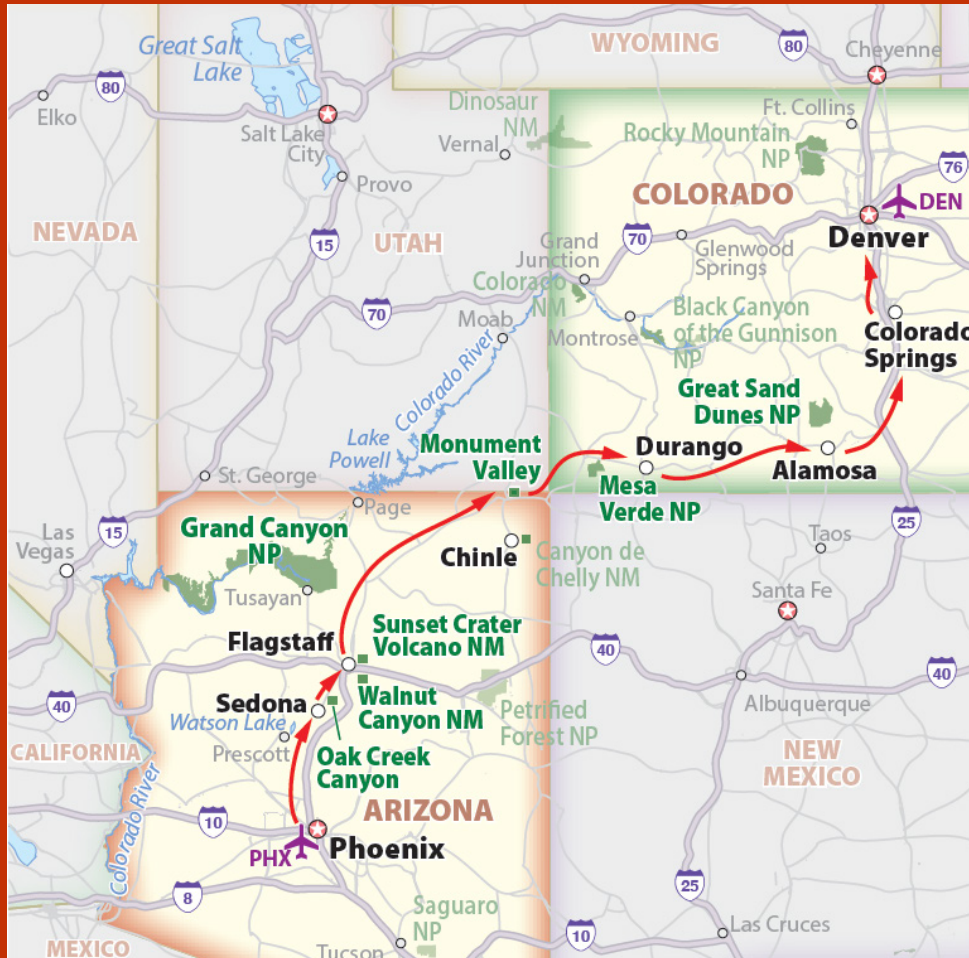 WYOMING
80
Cheyenne
Great Salt
Lake
80
Elko
Salt Lake
City
Dinosaur
NM
Vernal
Ft. Collins
Rocky Mountain
NP
76
Provo
COLORADO
DEN
NEVADA
UTAH
15
Denver
Grand
Junction
70
Glenwood
Springs
Colorado
NM
70
Moab
Montrose
Black Canyon
of the Gunnison
NP
Colorado
Springs
Colorado River
Great Sand
Dunes NP
Lake
Powell
Monument
Valley
Durango
Alamosa
St. George
Page
Mesa
Verde NP
Las
Vegas
15
Grand Canyon
NP
25
Taos
Chinle
Canyon de
Chelly NM
Tusayan
Santa Fe
Flagstaff
Sunset Crater
Volcano NM
40
40
40
Sedona
Walnut
Canyon NM
Petrified
Forest NP
Albuquerque
Watson Lake
Prescott
CALIFORNIA
Oak Creek
Canyon
NEW
MEXICO
Colorado River
ARIZONA
10
PHX
Phoenix
8
25
Saguaro
NP
Las Cruces
10
MEXICO
Tucson